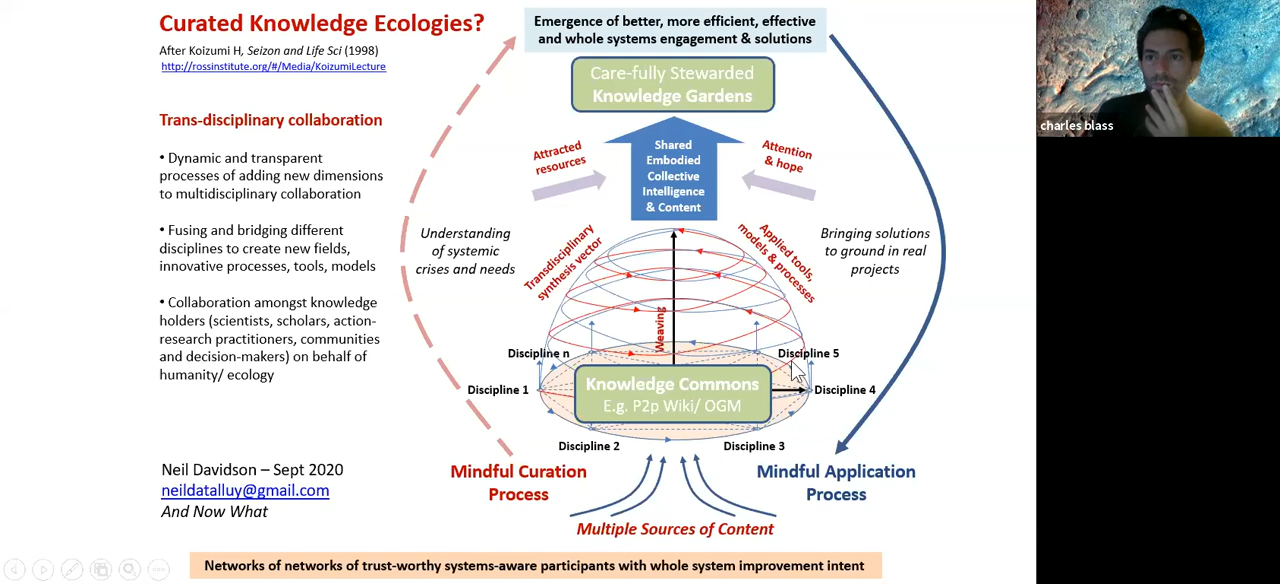 Curated Knowledge Ecologies?
After Koizumi H, Seizon and Life Sci (1998)
http://rossinstitute.org/#/Media/KoizumiLecture
Trans-disciplinary collaboration
• Dynamic and transparent
processes of adding new dimensions
to multidisciplinary collaboration
• Fusing and bridging different
disciplines to create new fields,
innovative processes, tools, models
• Collaboration amongst knowledge
holders (scientists, scholars, action-
research practitioners, communities
and decision-makers) on behalf of
humanity/ ecology
Neil Davidson – Sept 2020
neildatalluy@gmail.com
And Now What
Emergence of better, more efficient, effective
and whole systems engagement & solutions
Care-fully Stewarded
Knowledge Gardens
Attracted
resources
Shared
Embodied
Collective
Intelligence
& Content
Attention
& hope
Understanding
of systemic
crises and needs
Transdisciplinary
synthesis vector
Applied tools,
models & processes
Bringing solutions
to ground in real
projects
Weaving
Discipline n
Discipline 5
Discipline 1
Knowledge Commons
E.g. P2p Wiki/ OGM
Discipline 4
Discipline 2
Discipline 3
Mindful Curation
Process
Mindful Application
Process
Multiple Sources of Content
Networks of networks of trust-worthy systems-aware participants with whole system improvement intent
charles blass